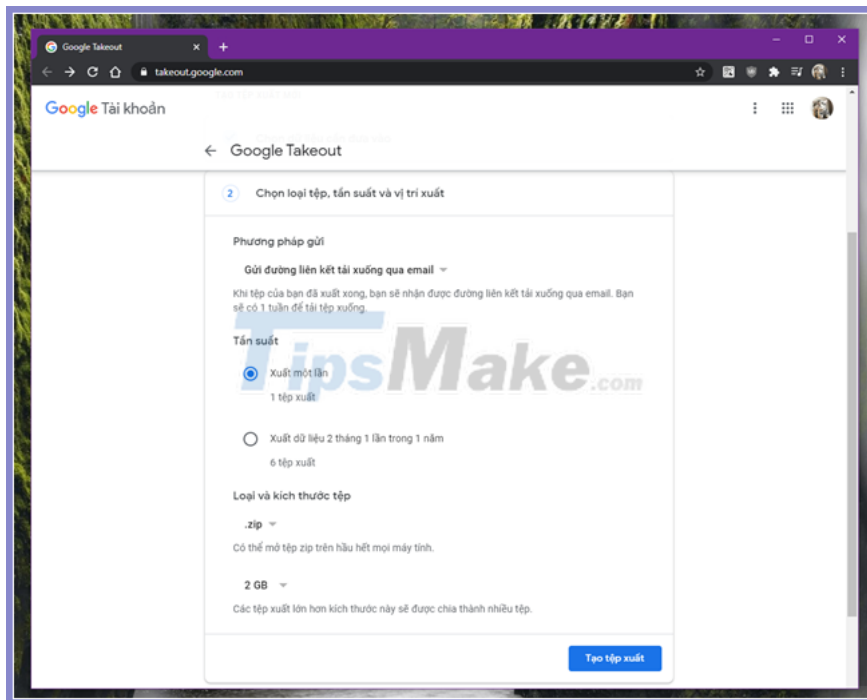 Google Takeout
takeout.google.com
Google Tài khoản
Google Takeout
2 Chọn loại tệp, tần suất và vị trí xuất
Phương pháp gửi
Gửi đường liên kết tải xuống qua email
Khi tệp của bạn đã xuất xong, bạn sẽ nhận được đường liên kết tải xuống qua email. Bạn
sẽ có 1 tuần để tải tệp xuống.
Tần suất
Xuất một lần
1 tệp xuất
TipsMake.com
Xuất dữ liệu 2 tháng 1 lần trong 1 năm
6 tệp xuất
Loại và kích thước tệp
.zip
Có thể mở tệp zip trên hầu hết mọi máy tính.
2 GB
Các tệp xuất lớn hơn kích thước này sẽ được chia thành nhiều tệp.
Tạo tệp xuất